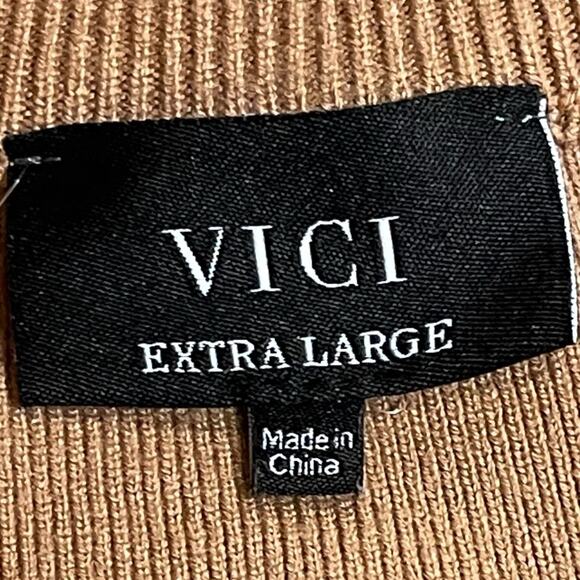 VICI
EXTRA LARGE
Made in
China